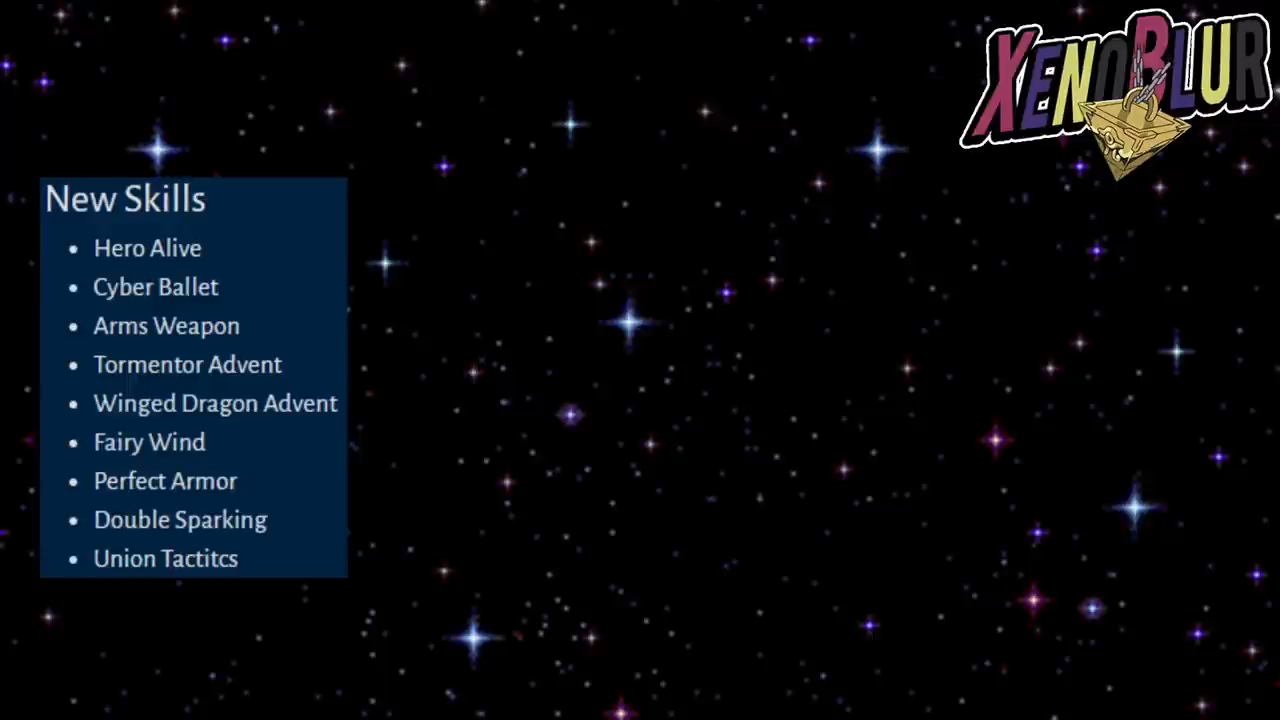 XENOBLUR
New Skills
• Hero Alive
• Cyber Ballet
• Arms Weapon
• Tormentor Advent
• Winged Dragon Advent
• Fairy Wind
• Perfect Armor
• Double Sparking
• Union Tactitcs